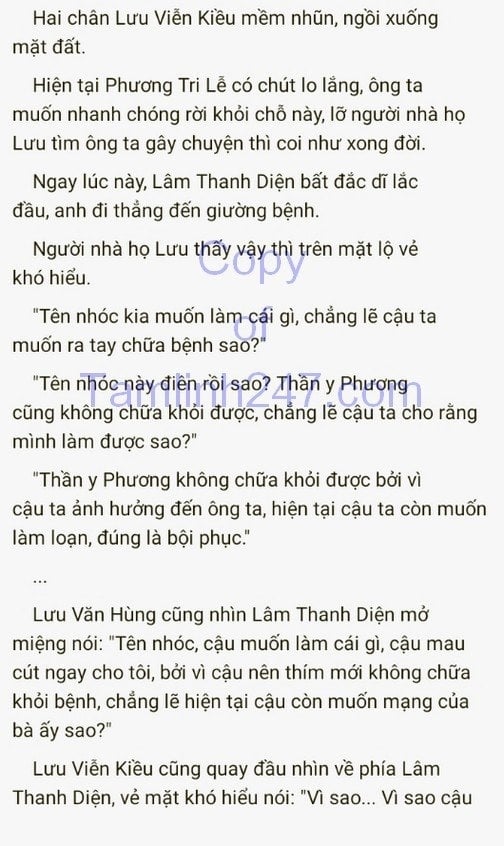 Hai chân Lưu Viễn Kiều mềm nhũn, ngồi xuống
mặt đất.
Hiện tại Phương Tri Lễ có chút lo lắng, ông ta
muốn nhanh chóng rời khỏi chỗ này, lỡ người nhà họ
Lưu tìm ông ta gây chuyện thì coi như xong đời.
Ngay lúc này, Lâm Thanh Diện bất đắc dĩ lắc
đầu, anh đi thẳng đến giường bệnh.
Người nhà họ Lưu thấy vậy thì trên mặt lộ vẻ
khó hiểu.
Copy
of
Tamlinh247.com
"Tên nhóc kia muốn làm cái gì, chẳng lẽ cậu ta
muốn ra tay chữa bệnh sao?"
"Tên nhóc này điên rồi sao? Thần y Phương
cũng không chữa khỏi được, chẳng lẽ cậu ta cho rằng
mình làm được sao?"
"Thần y Phương không chữa khỏi được bởi vì
cậu ta ảnh hưởng đến ông ta, hiện tại cậu ta còn muốn
làm loạn, đúng là bội phục."
...
Lưu Văn Hùng cũng nhìn Lâm Thanh Diện mở
miệng nói: "Tên nhóc, cậu muốn làm cái gì, cậu mau
cút ngay cho tôi, bởi vì cậu nên thím mới không chữa
khỏi bệnh, chẳng lẽ hiện tại cậu còn muốn mạng của
bà ấy sao?"
Lưu Viễn Kiều cũng quay đầu nhìn về phía Lâm
Thanh Diện, vẻ mặt khó hiểu nói: "Vì sao... Vì sao cậu